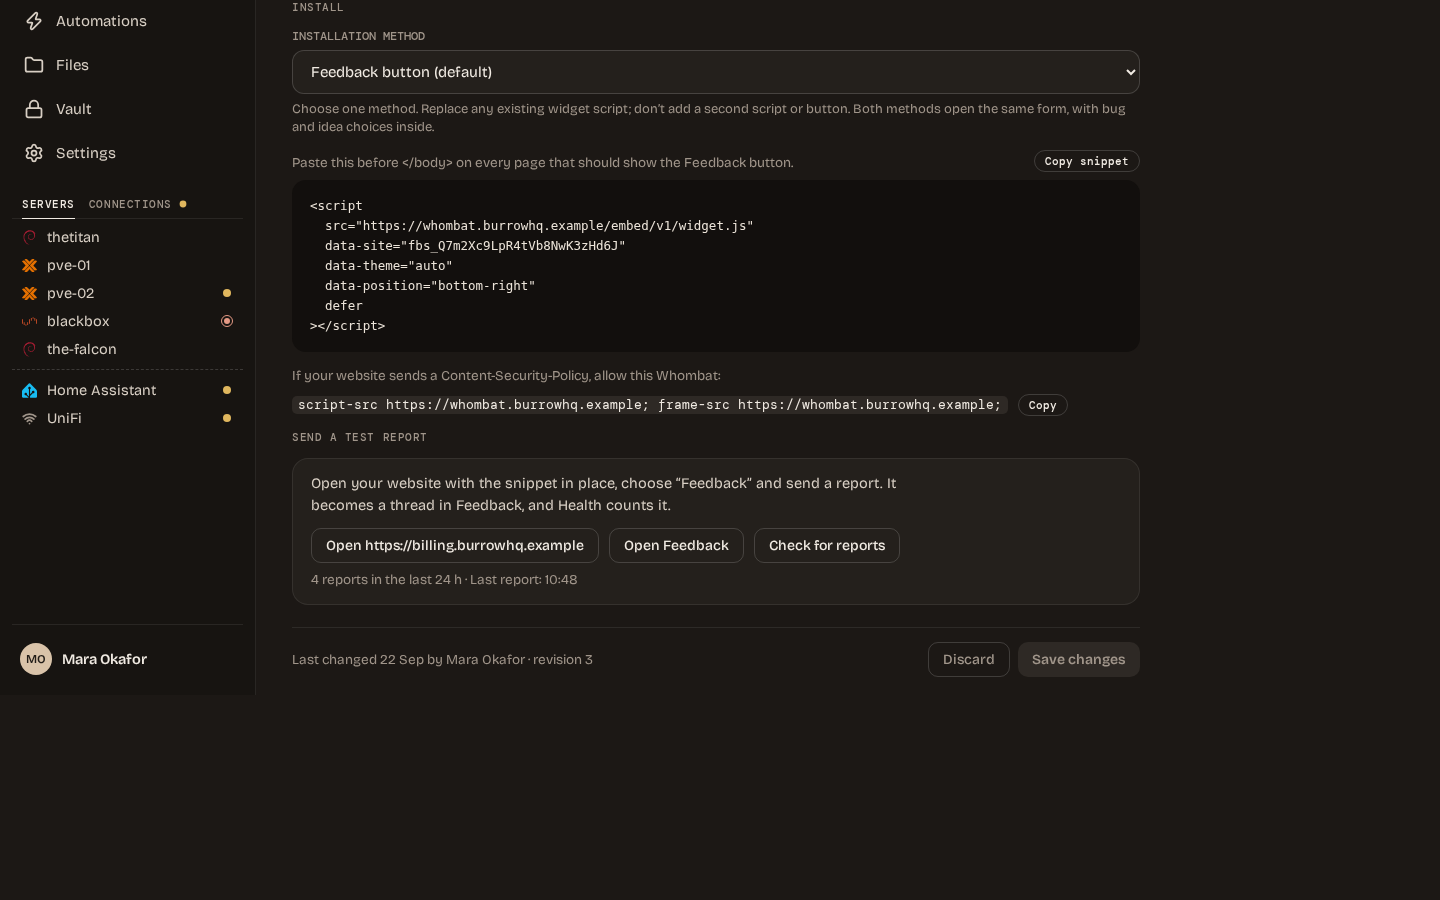 Automations
Files
Vault
Settings
SERVERS
CONNECTIONS
thetitan
pve-01
pve-02
blackbox
the-falcon
Home Assistant
UniFi
MO
Mara Okafor
INSTALL
INSTALLATION METHOD
Feedback button (default)
Choose one method. Replace any existing widget script; don’t add a second script or button. Both methods open the same form, with bug
and idea choices inside.
Paste this before </body> on every page that should show the Feedback button.
Copy snippet
<script
  src="https://whombat.burrowhq.example/embed/v1/widget.js"
  data-site="fbs_Q7m2Xc9LpR4tVb8NwK3zHd6J"
  data-theme="auto"
  data-position="bottom-right"
  defer
></script>
If your website sends a Content-Security-Policy, allow this Whombat:
script-src https://whombat.burrowhq.example; frame-src https://whombat.burrowhq.example;
Copy
SEND A TEST REPORT
Open your website with the snippet in place, choose “Feedback” and send a report. It
becomes a thread in Feedback, and Health counts it.
Open https://billing.burrowhq.example
Open Feedback
Check for reports
4 reports in the last 24 h · Last report: 10:48
Last changed 22 Sep by Mara Okafor · revision 3
Discard
Save changes